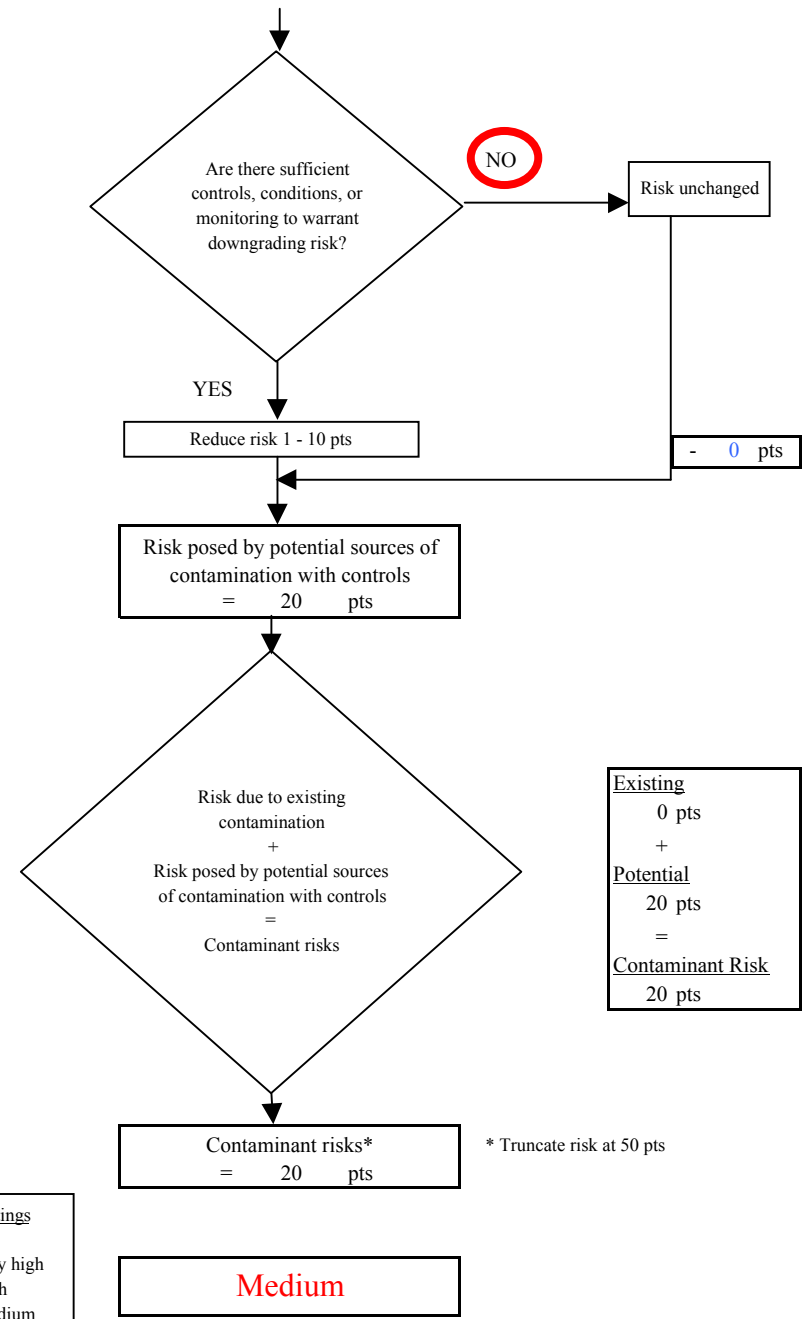 Are there sufficient
controls, conditions, or
monitoring to warrant
downgrading risk?
NO
Risk unchanged
YES
Reduce risk 1 - 10 pts
- 0 pts
Risk posed by potential sources of
contamination with controls
= 20 pts
Risk due to existing
contamination
+
Risk posed by potential sources
of contamination with controls
=
Contaminant risks
Existing
0 pts
+
Potential
20 pts
=
Contaminant Risk
20 pts
Contaminant risks*
= 20 pts
* Truncate risk at 50 pts
ings
y high
h
dium
Medium